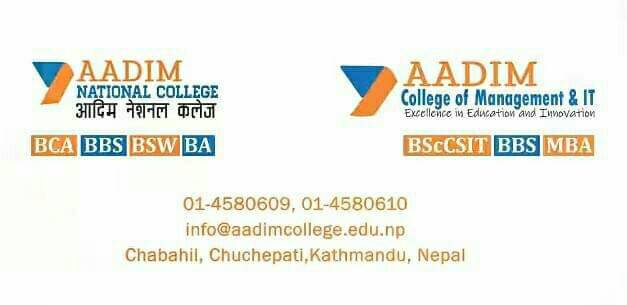 AADIM
NATIONAL COLLEGE
आदिम नेशनल कलेज
BCA BBS BSW BA
AADIM
College of Management & IT
Excellence in Education and Innovation
BScCSIT BBS MBA
01-4580609, 01-4580610
info@aadimcollege.edu.np
Chabahil, Chuchepati,Kathmandu, Nepal